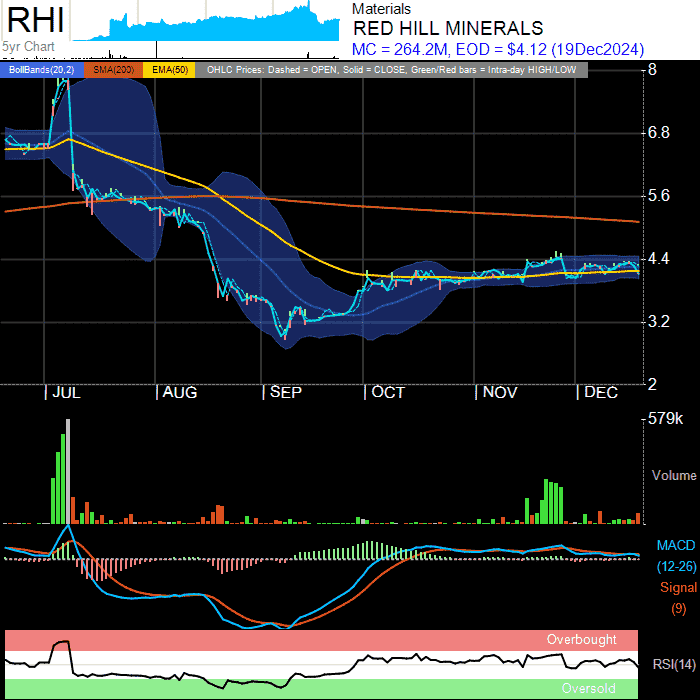 RHI
5yr Chart
Materials
RED HILL MINERALS
MC = 264.2M, EOD = $4.12 (19Dec2024)
BollBands(20,2) SMA(200) EMA(50) OHLC Prices: Dashed = OPEN, Solid = CLOSE, Green/Red bars = Intra-day HIGH/LOW
8
6.8
5.6
4.4
3.2
2
JUL AUG SEP OCT NOV DEC
579k
Volume
MACD
(12-26)
Signal
(9)
Overbought
RSI(14)
Oversold